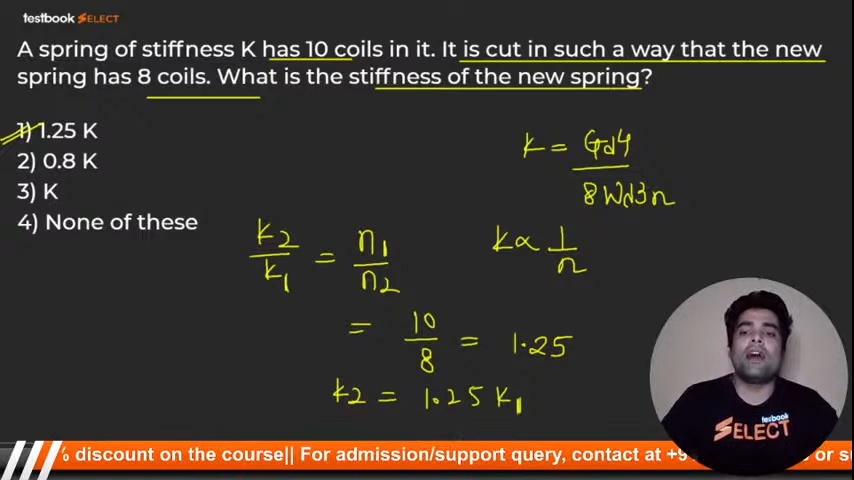 testbook SELECT
A spring of stiffness K has 10 coils in it. It is cut in such a way that the new
spring has 8 coils. What is the stiffness of the new spring?
1) 1.25 K
2) 0.8 K
3) K
4) None of these
K = Gd4 / 8Wd3n
K2 / K1 = n1 / n2
K ∝ 1 / n
= 10 / 8 = 1.25
K2 = 1.25 K1
testbook
SELECT
% discount on the course|| For admission/support query, contact at +9
or su